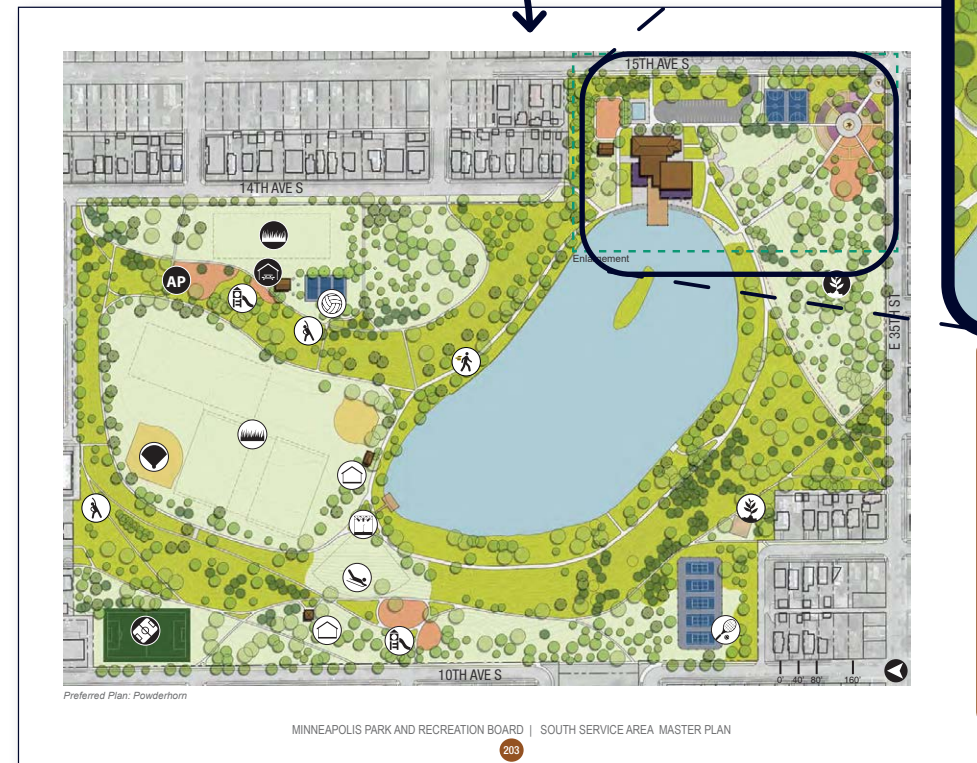 15TH AVE S
14TH AVE S
Enlargement
AP
E 35TH ST
10TH AVE S
0' 40' 80' 160'
Preferred Plan: Powderhorn
MINNEAPOLIS PARK AND RECREATION BOARD | SOUTH SERVICE AREA MASTER PLAN
203